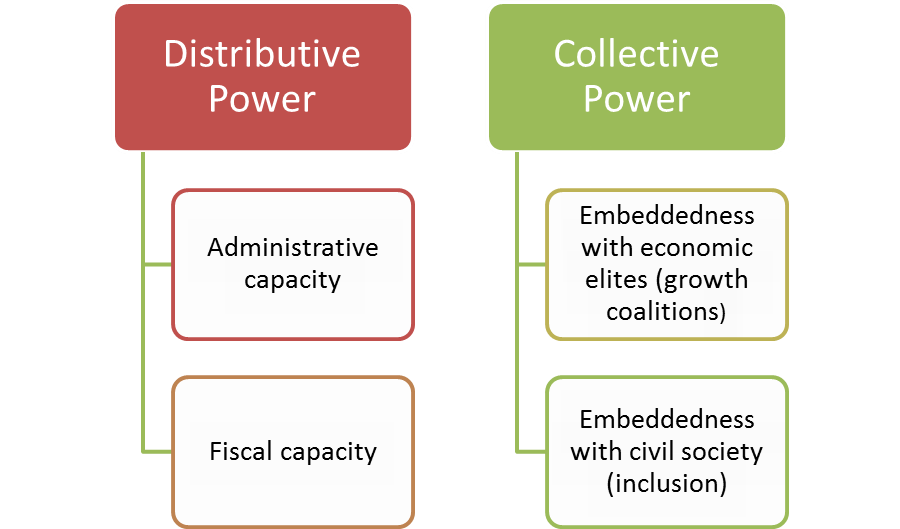 Distributive
Power
Administrative
capacity
Fiscal capacity
Collective
Power
Embeddedness
with economic
elites (growth
coalitions)
Embeddedness
with civil society
(inclusion)